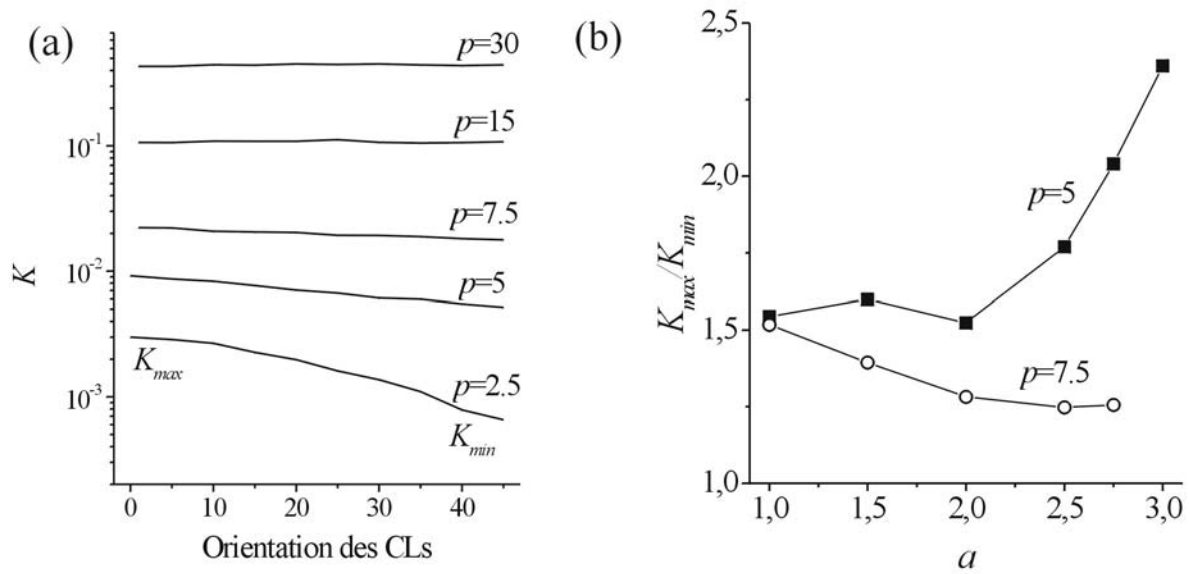 (a)
p=30
p=15
10⁻¹
p=7.5
10⁻²
p=5
K
K_max
p=2.5
10⁻³
K_min
0 10 20 30 40
Orientation des CLs
(b)
2,5
2,0
p=5
K_max/K_min
1,5
p=7.5
1,0
1,0 1,5 2,0 2,5 3,0
a